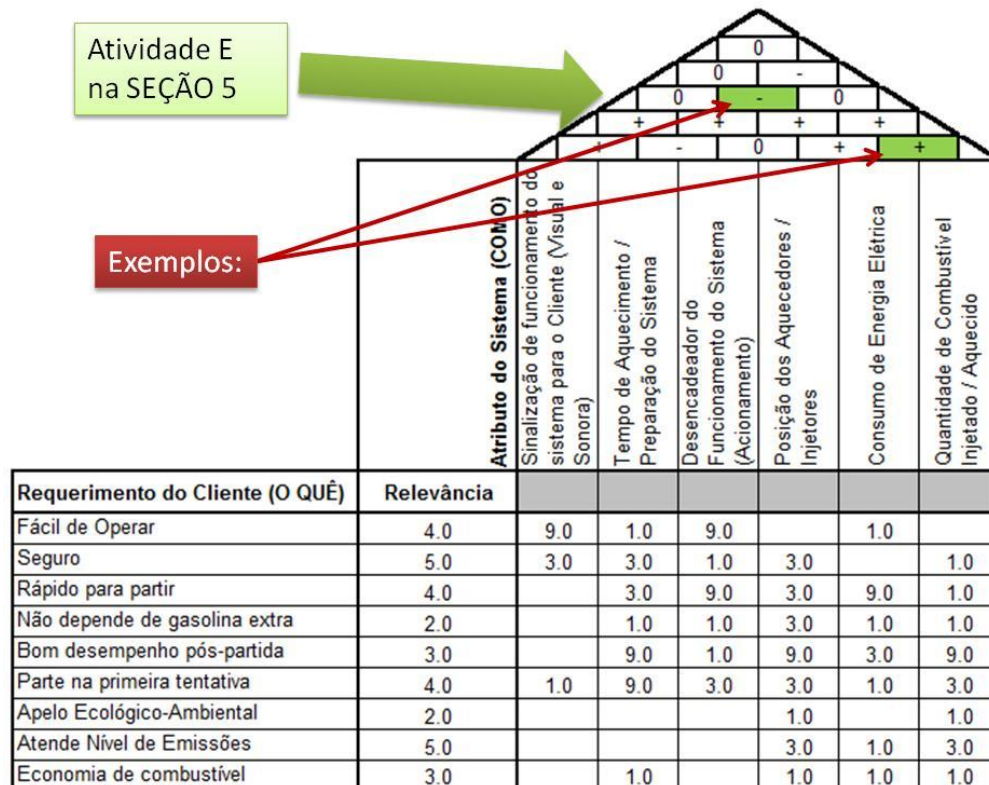 Atividade E
na SEÇÃO 5
0
0 -
0 - 0
+ + + +
+ - 0 + +
Exemplos:
Atributo do Sistema (COMO)
Sinalização de funcionamento do
sistema para o Cliente (Visual e
Sonora)
Tempo de Aquecimento /
Preparação do Sistema
Desencadeador do
Funcionamento do Sistema
(Acionamento)
Posição dos Aquecedores /
Injetores
Consumo de Energia Elétrica
Quantidade de Combustível
Injetado / Aquecido
Requerimento do Cliente (O QUÊ) Relevância
Fácil de Operar 4.0 9.0 1.0 9.0 1.0
Seguro 5.0 3.0 3.0 1.0 3.0 1.0
Rápido para partir 4.0 3.0 9.0 3.0 9.0 1.0
Não depende de gasolina extra 2.0 1.0 1.0 3.0 1.0 1.0
Bom desempenho pós-partida 3.0 9.0 1.0 9.0 3.0 9.0
Parte na primeira tentativa 4.0 1.0 9.0 3.0 3.0 1.0 3.0
Apelo Ecológico-Ambiental 2.0 1.0 1.0
Atende Nível de Emissões 5.0 3.0 1.0 3.0
Economia de combustível 3.0 1.0 1.0 1.0 1.0